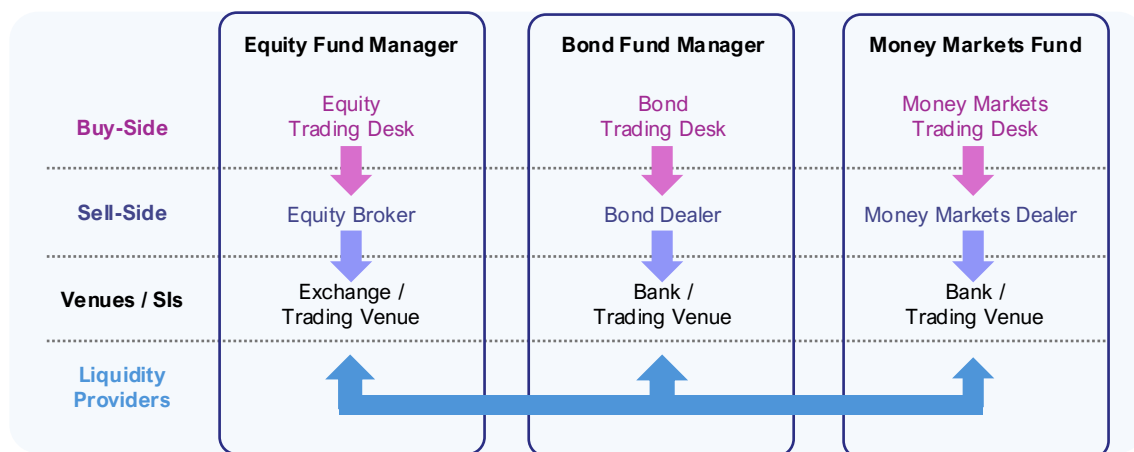 Equity Fund Manager
Bond Fund Manager
Money Markets Fund
Buy-Side
Equity
Trading Desk
Bond
Trading Desk
Money Markets
Trading Desk
Sell-Side
Equity Broker
Bond Dealer
Money Markets Dealer
Venues / SIs
Exchange /
Trading Venue
Bank /
Trading Venue
Bank /
Trading Venue
Liquidity
Providers